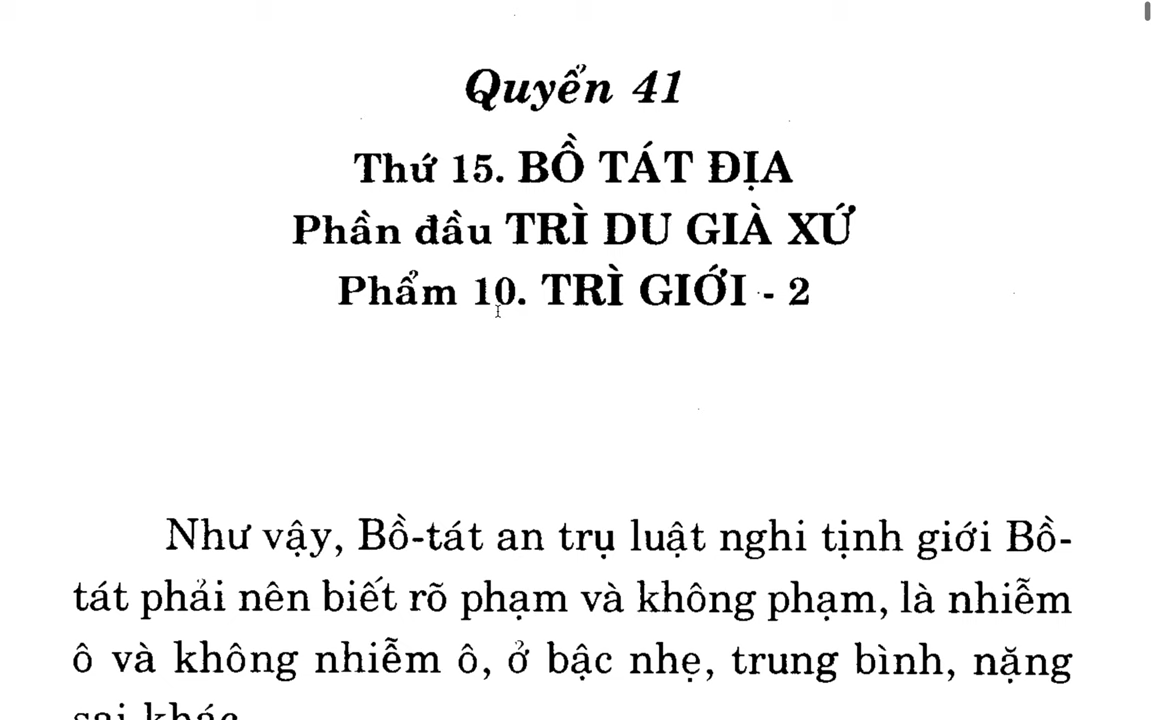 Quyển 41
Thứ 15. BỒ TÁT ĐỊA
Phần đầu TRÌ DU GIÀ XỨ
Phẩm 10. TRÌ GIỚI - 2
Như vậy, Bồ-tát an trụ luật nghi tịnh giới Bồ-
tát phải nên biết rõ phạm và không phạm, là nhiễm
ô và không nhiễm ô, ở bậc nhẹ, trung bình, nặng
sai khác.